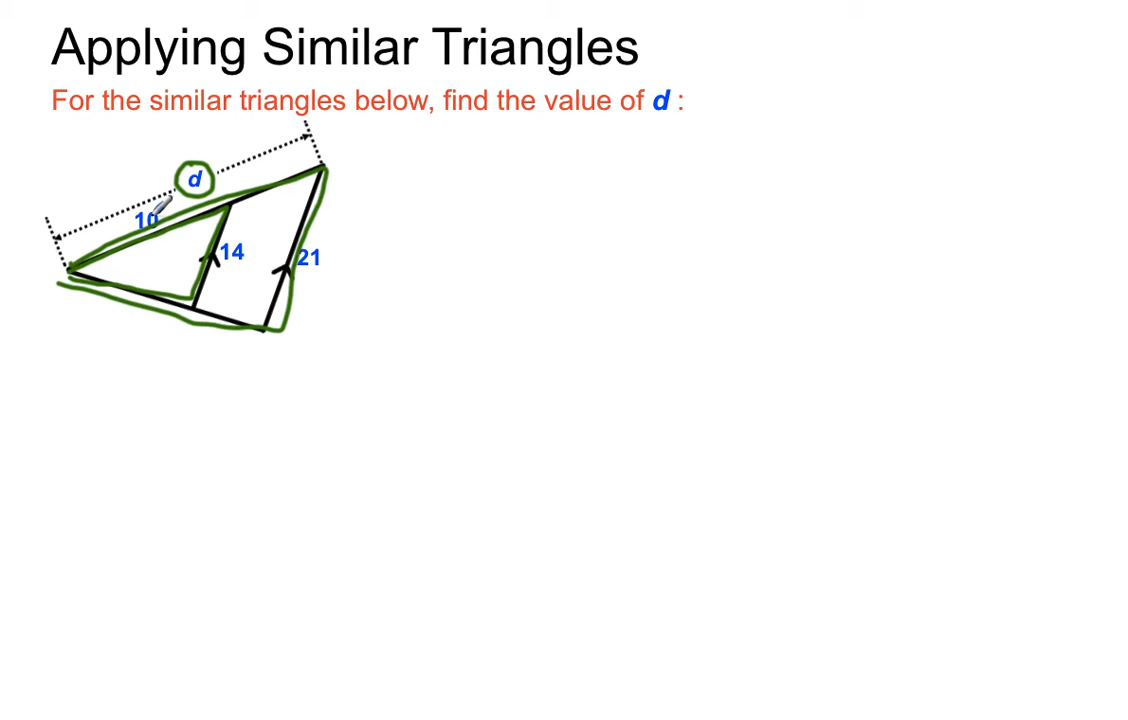 Applying Similar Triangles
For the similar triangles below, find the value of d :
d
10
14
21